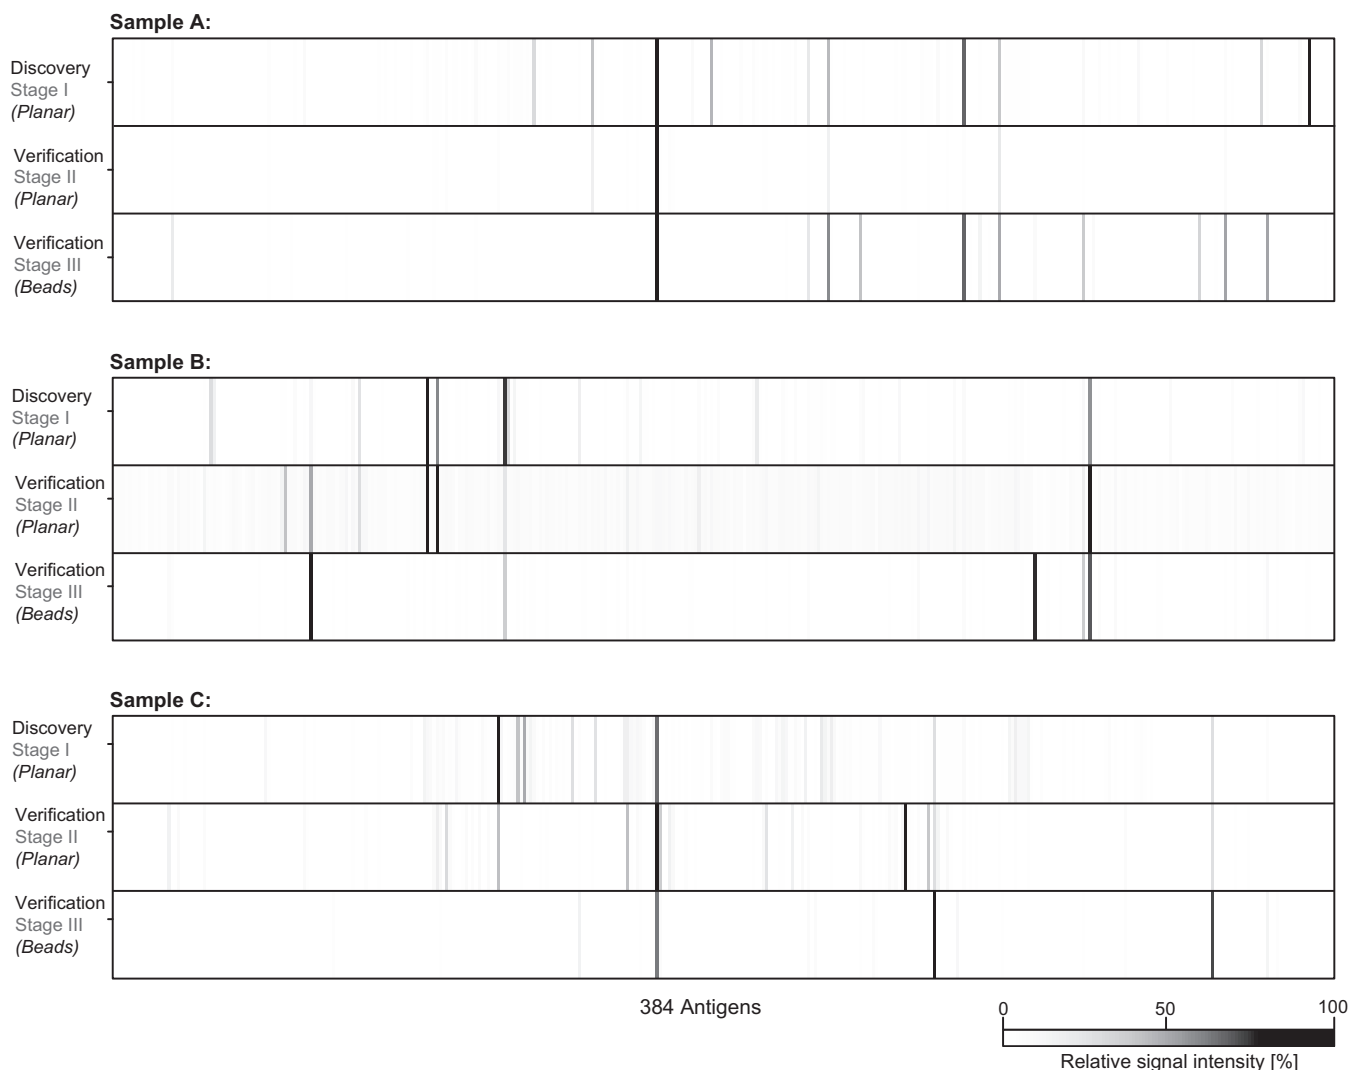 Sample A:
Discovery
Stage I
(Planar)
Verification
Stage II
(Planar)
Verification
Stage III
(Beads)
Sample B:
Discovery
Stage I
(Planar)
Verification
Stage II
(Planar)
Verification
Stage III
(Beads)
Sample C:
Discovery
Stage I
(Planar)
Verification
Stage II
(Planar)
Verification
Stage III
(Beads)
384 Antigens
0 50 100
Relative signal intensity [%]